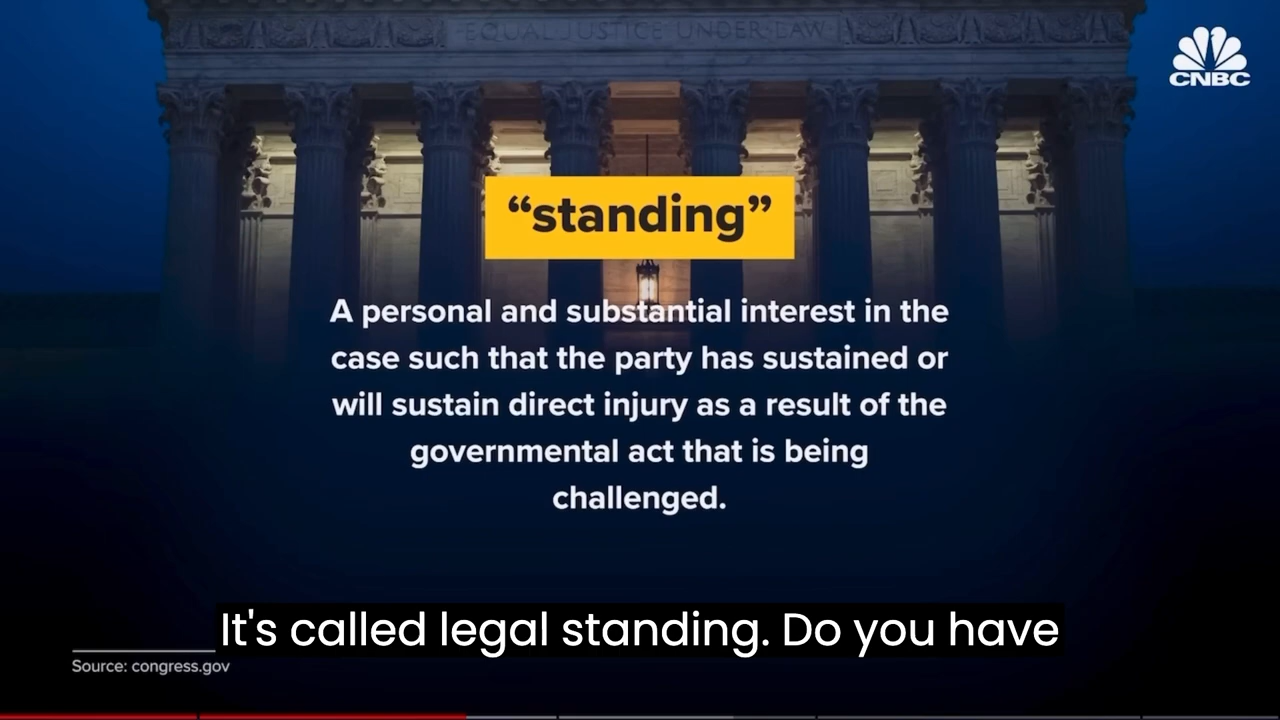 EQUAL JUSTICE UNDER LAW
CNBC
“standing”
A personal and substantial interest in the
case such that the party has sustained or
will sustain direct injury as a result of the
governmental act that is being
challenged.
It's called legal standing. Do you have
Source: congress.gov